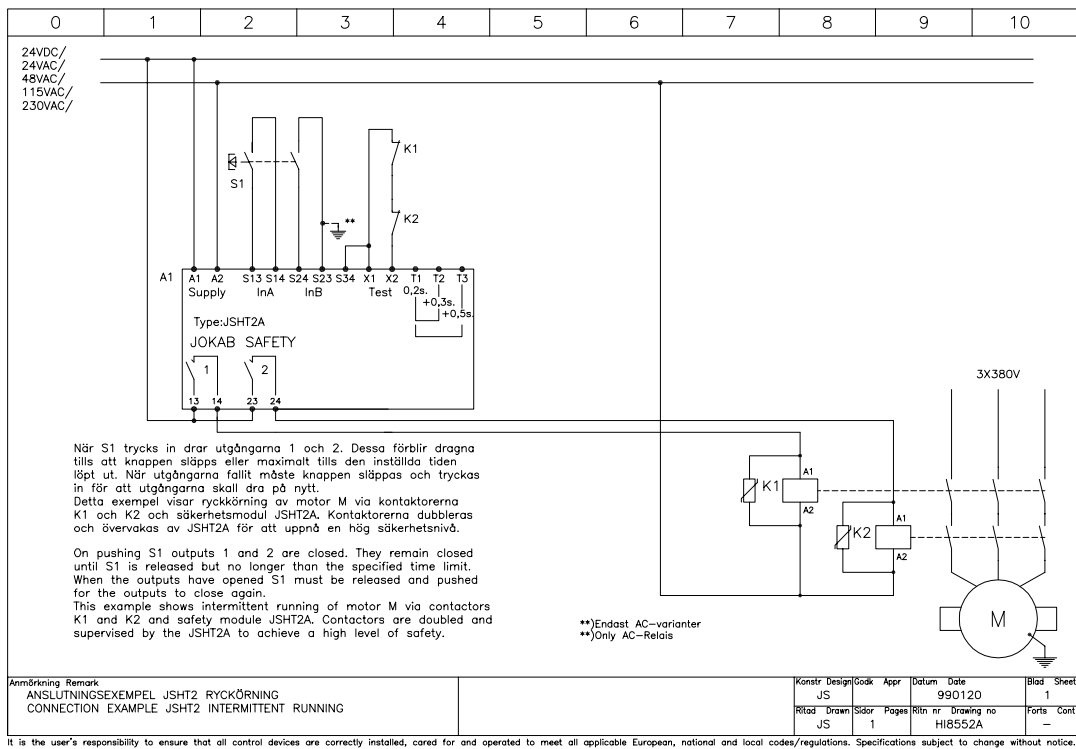 0 1 2 3 4 5 6 7 8 9 10
24VDC/
24VAC/
48VAC/
115VAC/
230VAC/
K1
S1
**
K2
A1
A1 A2 S13 S14 S24 S23 S34 X1 X2 T1 T2 T3
Supply InA InB Test 0,2s.
+0,3s.
+0,5s.
Type:JSHT2A
JOKAB SAFETY
1 2
13 14 23 24
3X380V
När S1 trycks in drar utgångarna 1 och 2. Dessa förblir dragna
tills att knappen släpps eller maximalt tills den inställda tiden
löpt ut. När utgångarna fallit måste knappen släppas och tryckas
in för att utgångarna skall dra på nytt.
Detta exempel visar ryckkörning av motor M via kontaktorerna
K1 och K2 och säkerhetsmodul JSHT2A. Kontaktorerna dubbleras
och övervakas av JSHT2A för att uppnå en hög säkerhetsnivå.
On pushing S1 outputs 1 and 2 are closed. They remain closed
until S1 is released but no longer than the specified time limit.
When the outputs have opened S1 must be released and pushed
for the outputs to close again.
This example shows intermittent running of motor M via contactors
K1 and K2 and safety module JSHT2A. Contactors are doubled and
supervised by the JSHT2A to achieve a high level of safety.
A1
K1
A2
A1
K2
A2
M
**)Endast AC-varianter
**)Only AC-Relais
Anmörkning Remark
ANSLUTNINGSEXEMPEL JSHT2 RYCKÖRNING
CONNECTION EXAMPLE JSHT2 INTERMITTENT RUNNING
Konstr Design Godk Appr Datum Date Blad Sheet
JS 990120 1
Ritad Drawn Sidor Pages Ritn nr Drawing no Forts Cont
JS 1 HI8552A –
It is the user's responsibility to ensure that all control devices are correctly installed, cared for and operated to meet all applicable European, national and local codes/regulations. Specifications subject to change without notice.